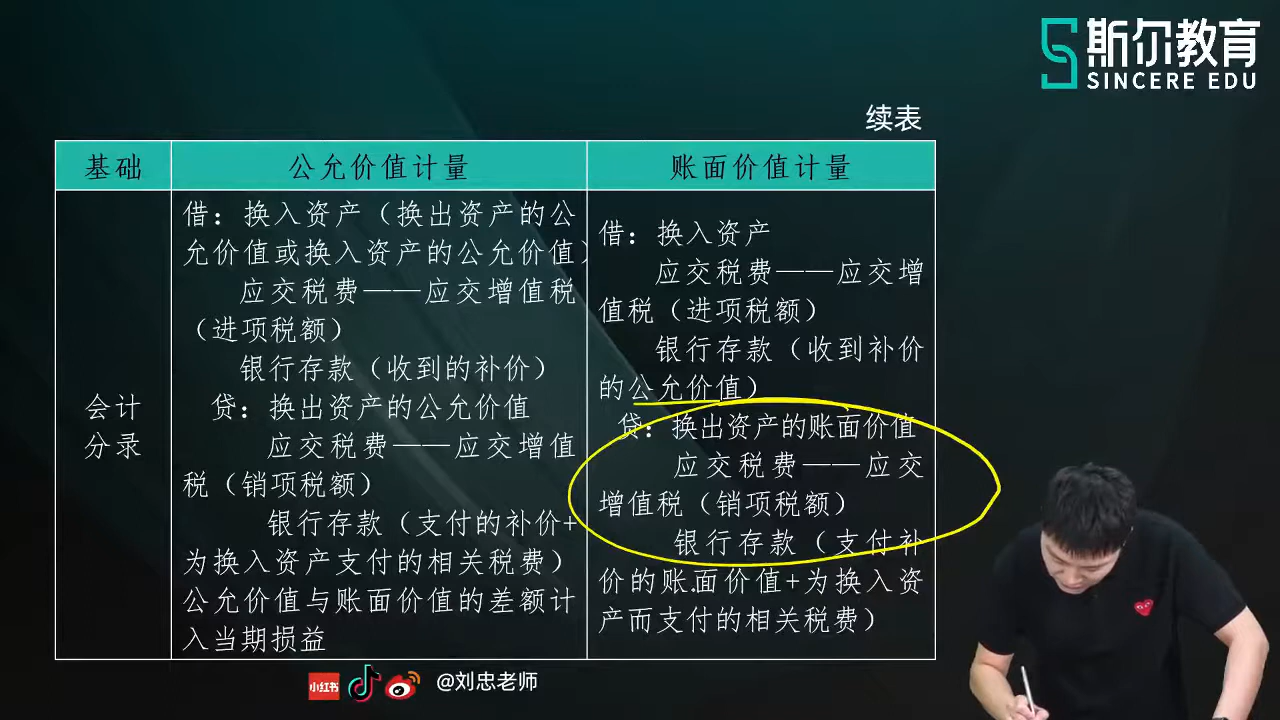 斯尔教育
SINCERE EDU
续表
基础
公允价值计量
账面价值计量
会计
分录
借：换入资产（换出资产的公
允价值或换入资产的公允价值）
应交税费——应交增值税
（进项税额）
银行存款（收到的补价）
贷：换出资产的公允价值
应交税费——应交增值
税（销项税额）
银行存款（支付的补价+
为换入资产支付的相关税费）
公允价值与账面价值的差额计
入当期损益
借：换入资产
应交税费——应交增
值税（进项税额）
银行存款（收到补价
的公允价值）
贷：换出资产的账面价值
应交税费——应交
增值税（销项税额）
银行存款（支付补
价的账面价值+为换入资
产而支付的相关税费）
小红书
@刘忠老师